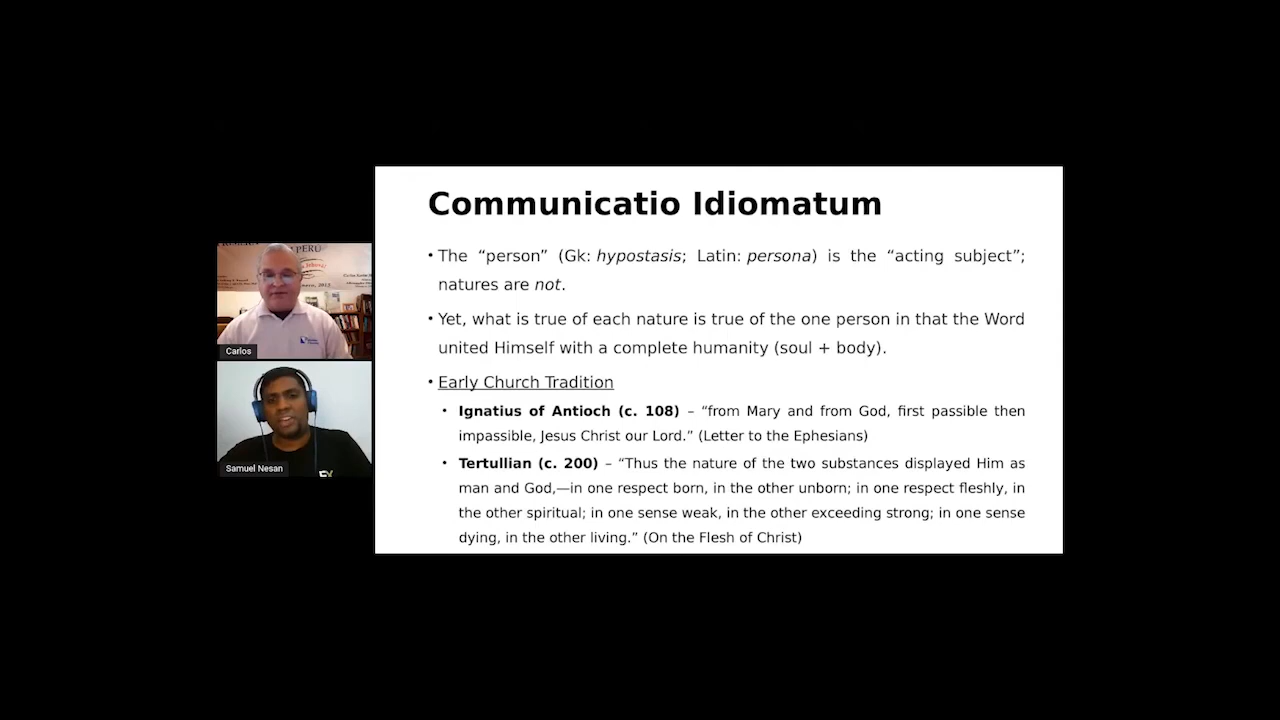 Communicatio Idiomatum
• The “person” (Gk: hypostasis; Latin: persona) is the “acting subject”;
natures are not.
• Yet, what is true of each nature is true of the one person in that the Word
united Himself with a complete humanity (soul + body).
• Early Church Tradition
• Ignatius of Antioch (c. 108) – “from Mary and from God, first passible then
impassible, Jesus Christ our Lord.” (Letter to the Ephesians)
• Tertullian (c. 200) – “Thus the nature of the two substances displayed Him as
man and God,—in one respect born, in the other unborn; in one respect fleshly, in
the other spiritual; in one sense weak, in the other exceeding strong; in one sense
dying, in the other living.” (On the Flesh of Christ)
PERU
Carlos
Samuel Nesan